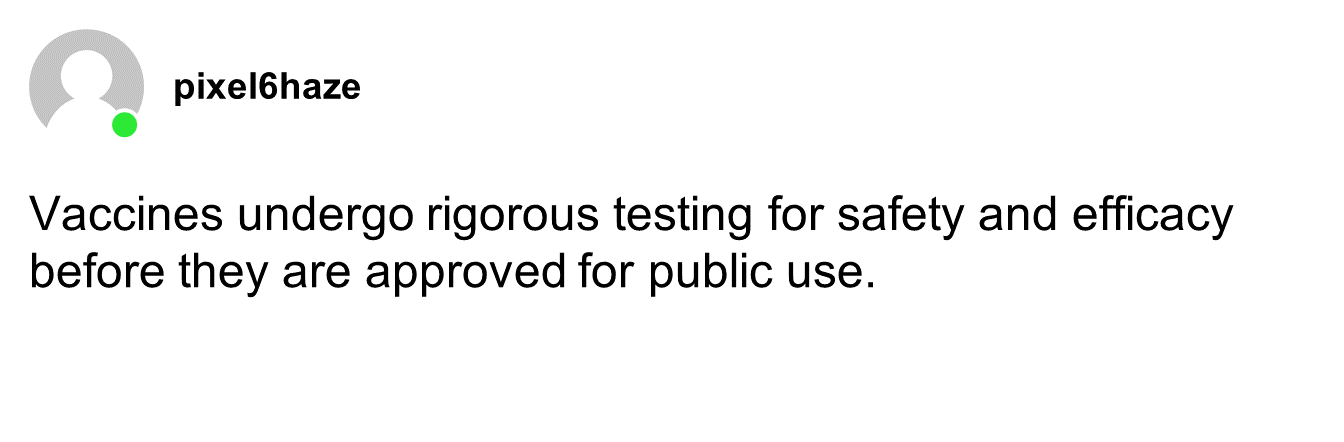 pixel6haze
Vaccines undergo rigorous testing for safety and efficacy
before they are approved for public use.